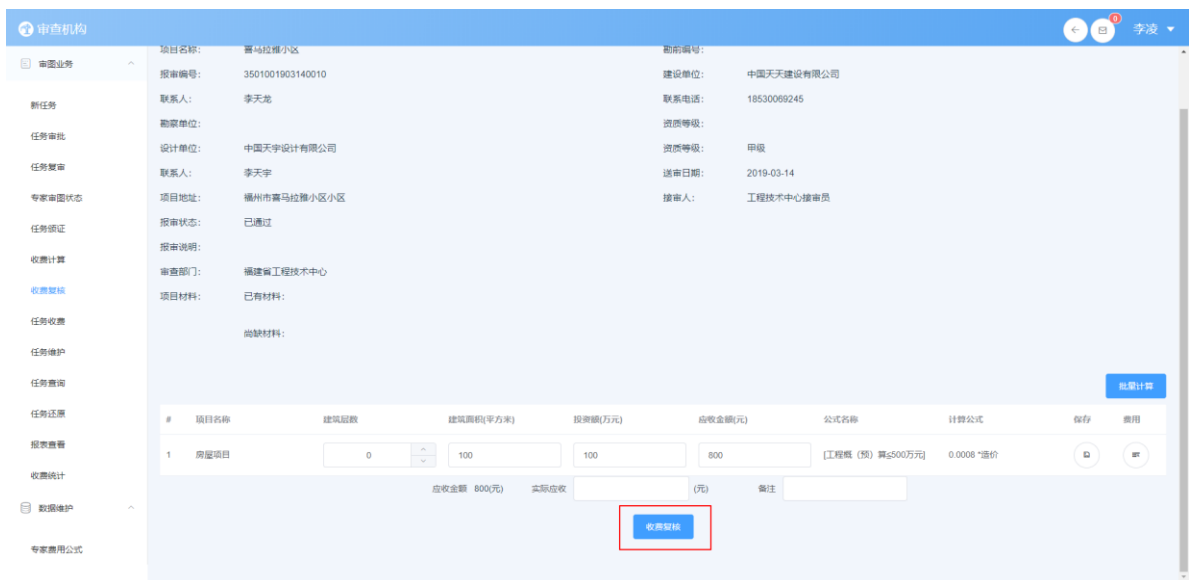 审查机构
0
李凌
审图业务
新任务
任务审批
任务复审
专家审图状态
任务颁证
收费计算
收费复核
任务收费
任务维护
任务查询
任务还原
报表查看
收费统计
数据维护
专家费用公式
项目名称: 喜马拉雅小区 勘前编号:
报审编号: 3501001903140010 建设单位: 中国天天建设有限公司
联系人: 李天龙 联系电话: 18530069245
勘察单位: 资质等级:
设计单位: 中国天宇设计有限公司 资质等级: 甲级
联系人: 李天宇 送审日期: 2019-03-14
项目地址: 福州市喜马拉雅小区小区 接审人: 工程技术中心接审员
报审状态: 已通过
报审说明:
审查部门: 福建省工程技术中心
项目材料: 已有材料:
尚缺材料:
批量计算
# 项目名称 建筑层数 建筑面积(平方米) 投资额(万元) 应收金额(元) 公式名称 计算公式 保存 费用
1 房屋项目 0 100 100 800 [工程概（预）算≤500万元] 0.0008 *造价
应收金额 800(元) 实际应收 (元) 备注
收费复核